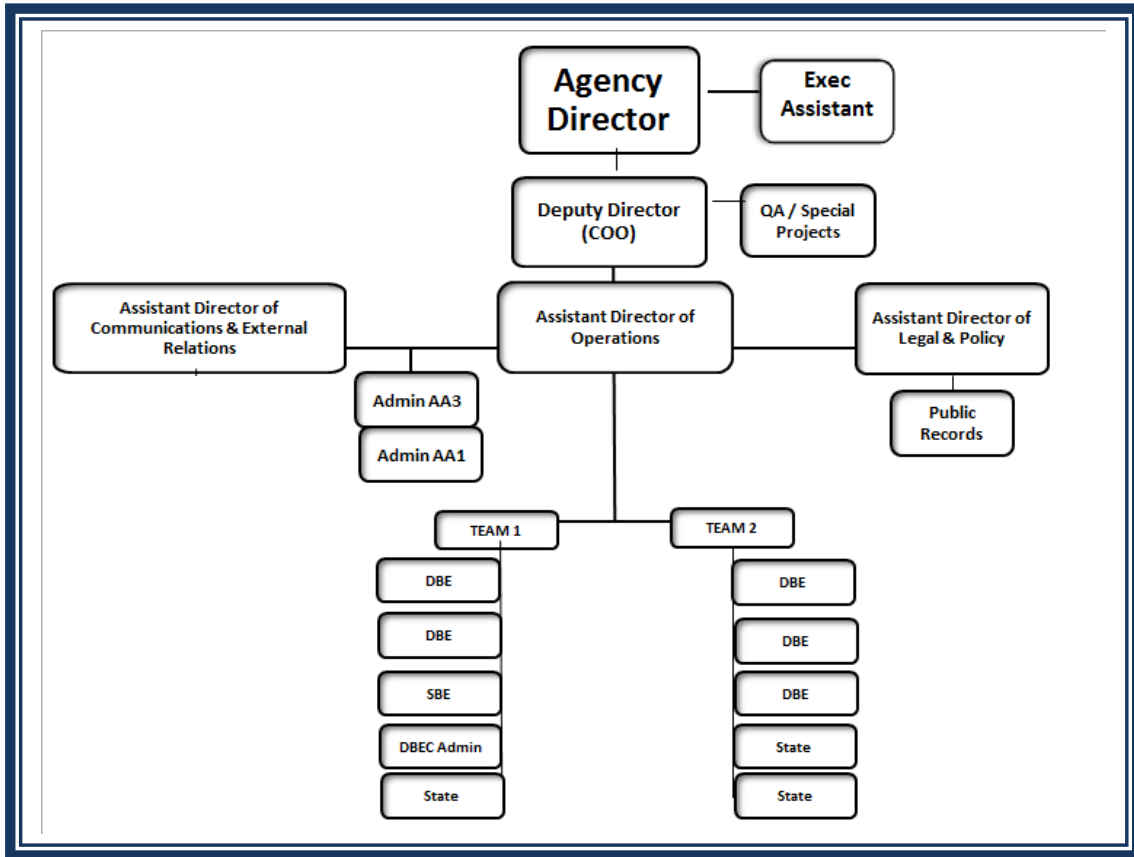 Agency
Director
Exec
Assistant
Deputy Director
(COO)
QA / Special
Projects
Assistant Director of
Communications & External
Relations
Assistant Director of
Operations
Assistant Director of
Legal & Policy
Admin AA3
Admin AA1
Public
Records
TEAM 1
DBE
DBE
SBE
DBEC Admin
State
TEAM 2
DBE
DBE
DBE
State
State